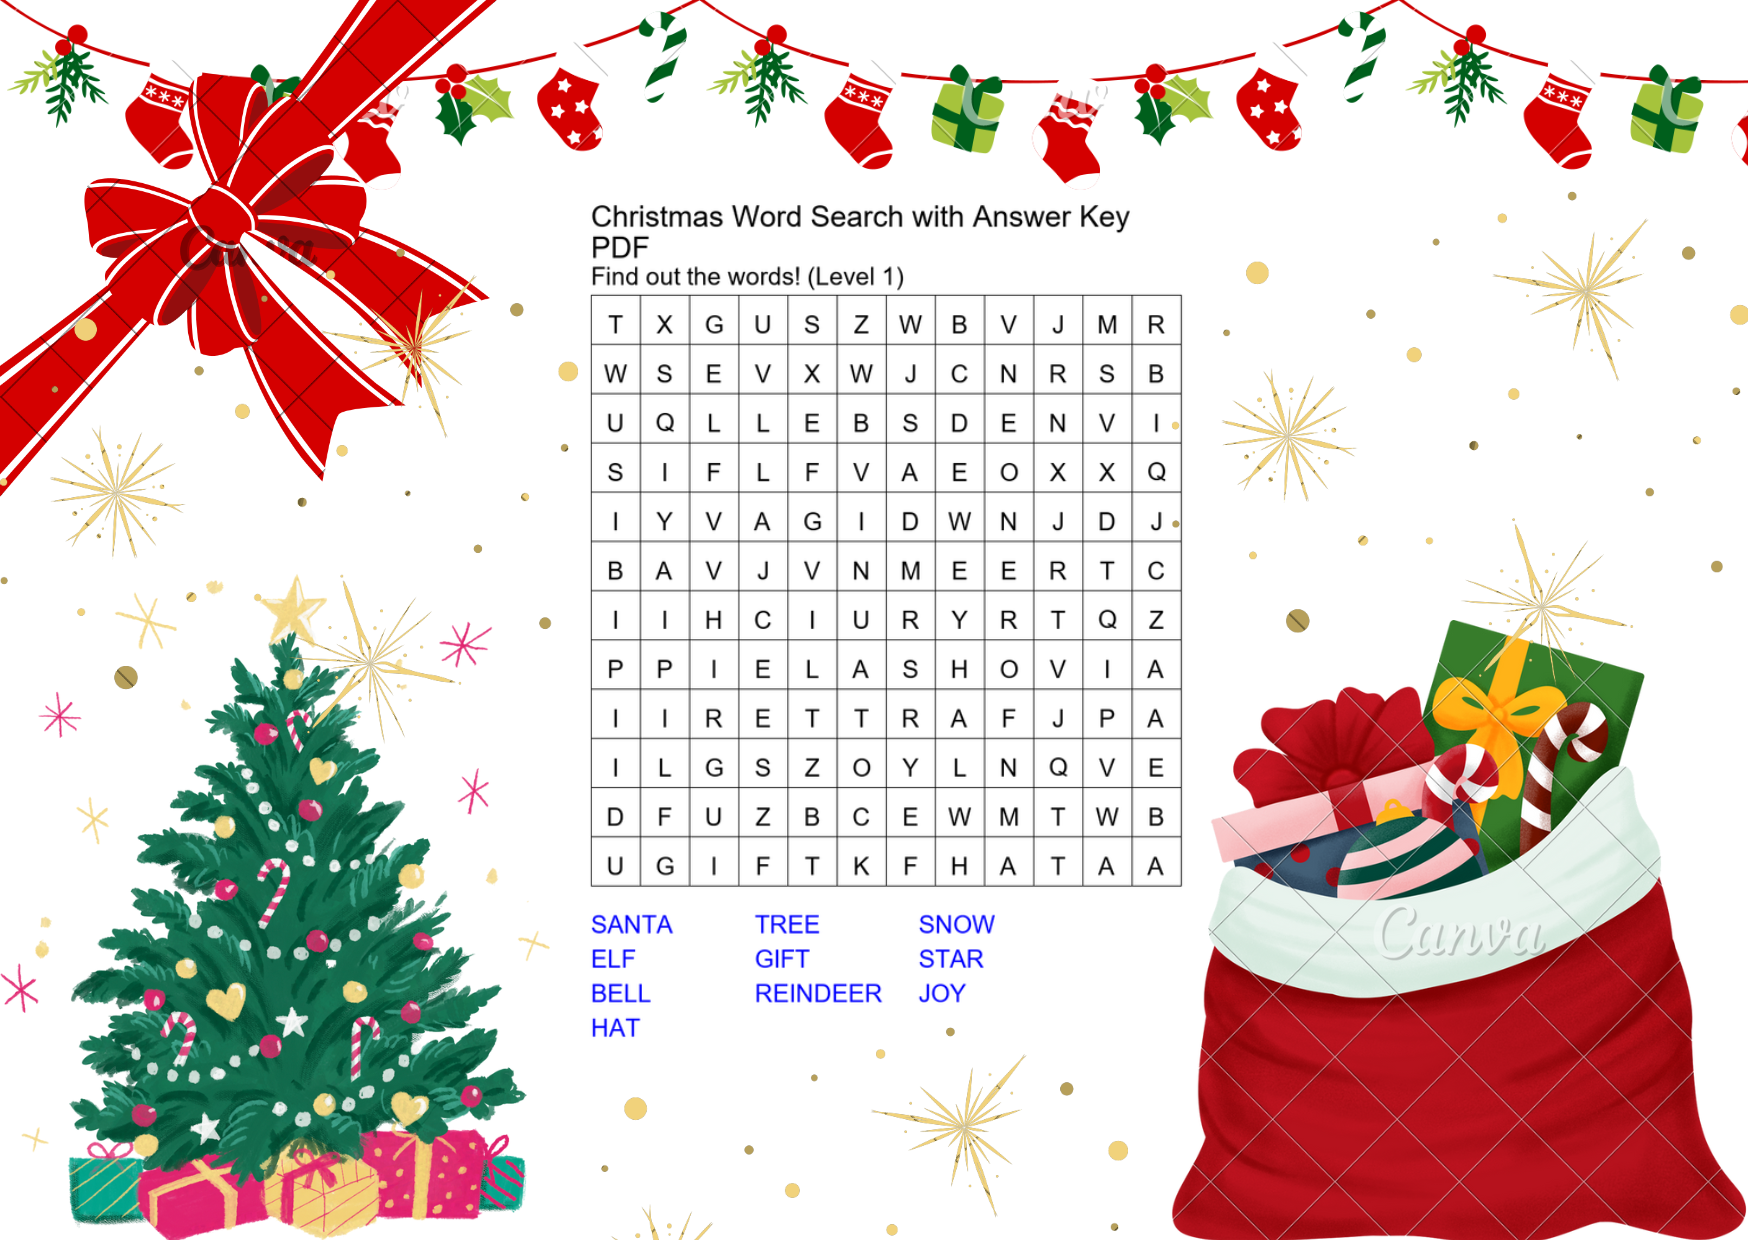 Christmas Word Search with Answer Key
PDF
Find out the words! (Level 1)
T X G U S Z W B V J M R
W S E V X W J C N R S B
U Q L L E B S D E N V I
S I F L F V A E O X X Q
I Y V A G I D W N J D J
B A V J V N M E E R T C
I I H C I U R Y R T Q Z
P P I E L A S H O V I A
I I R E T T R A F J P A
I L G S Z O Y L N Q V E
D F U Z B C E W M T W B
U G I F T K F H A T A A
SANTA TREE SNOW
ELF GIFT STAR
BELL REINDEER JOY
HAT
Canva
Canva